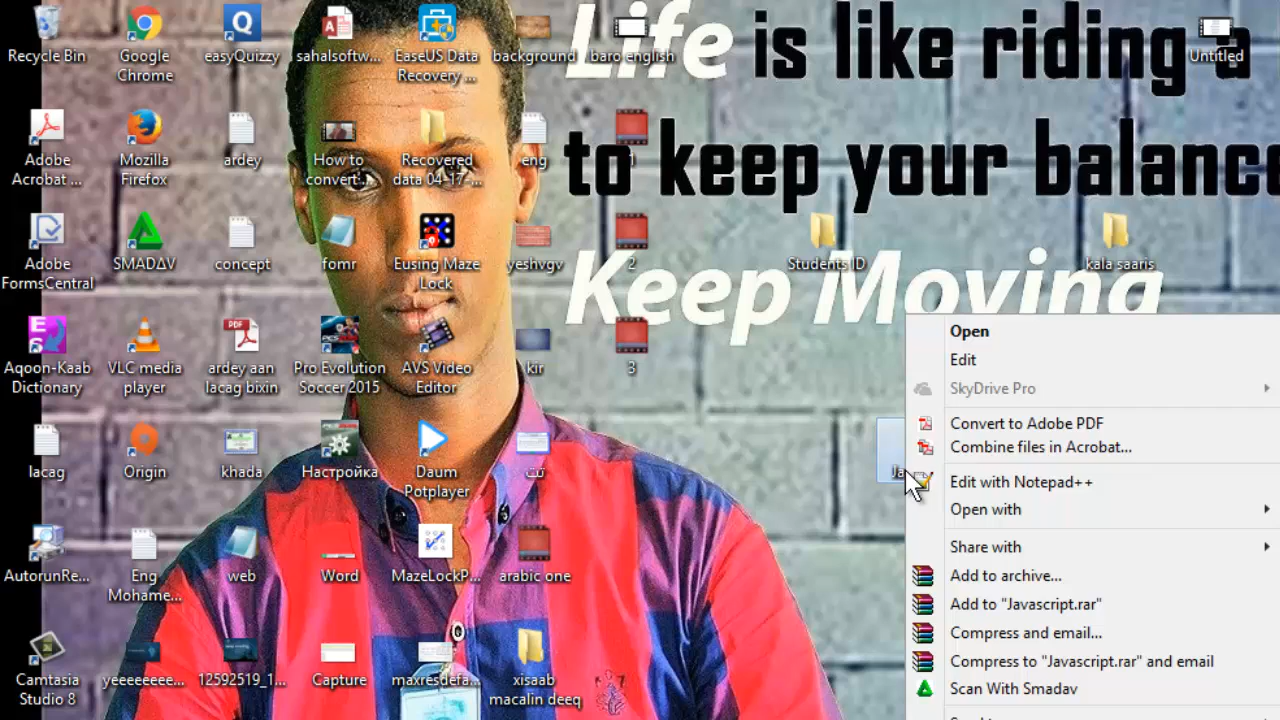 Life is like riding a
to keep your balance
Keep Moving
Recycle Bin
Google
Chrome
easyQuizzy
sahalsoftw...
EaseUS Data
Recovery ...
background
baro english
Untitled
Adobe
Acrobat ...
Mozilla
Firefox
ardey
How to
convert ...
Recovered
data 04-17-...
eng
1
Adobe
FormsCentral
SMADΔV
concept
fomr
Eusing Maze
Lock
yeshvgv
2
Students ID
kala saaris
Aqoon-Kaab
Dictionary
VLC media
player
ardey aan
lacag bixin
Pro Evolution
Soccer 2015
AVS Video
Editor
kir
3
lacag
Origin
khada
Настройка
Daum
Potplayer
تت
AutorunRe...
Eng
Mohame...
web
Word
MazeLockP...
arabic one
Camtasia
Studio 8
yeeeeeeee...
12592519_1...
Capture
maxresdefa...
xisaab
macalin deeq
Open
Edit
SkyDrive Pro
Convert to Adobe PDF
Combine files in Acrobat...
Edit with Notepad++
Open with
Share with
Add to archive...
Add to "Javascript.rar"
Compress and email...
Compress to "Javascript.rar" and email
Scan With Smadav